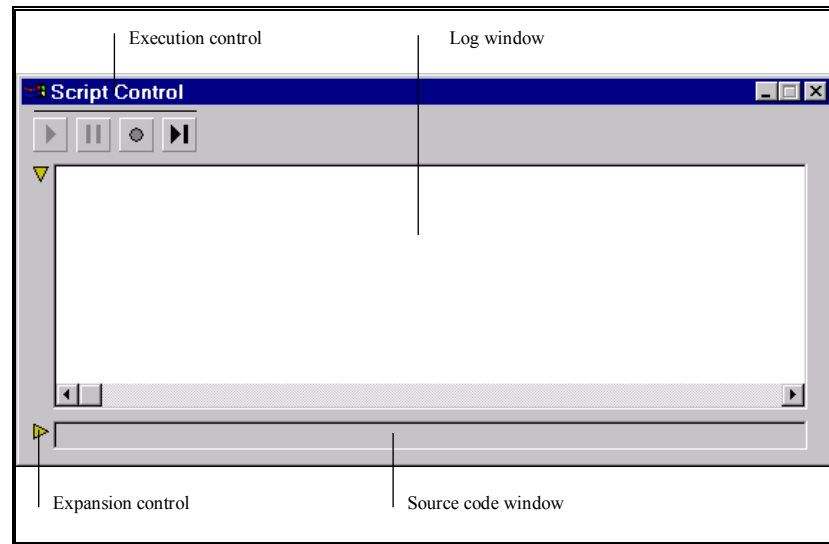 Execution control
Log window
Script Control
Expansion control
Source code window